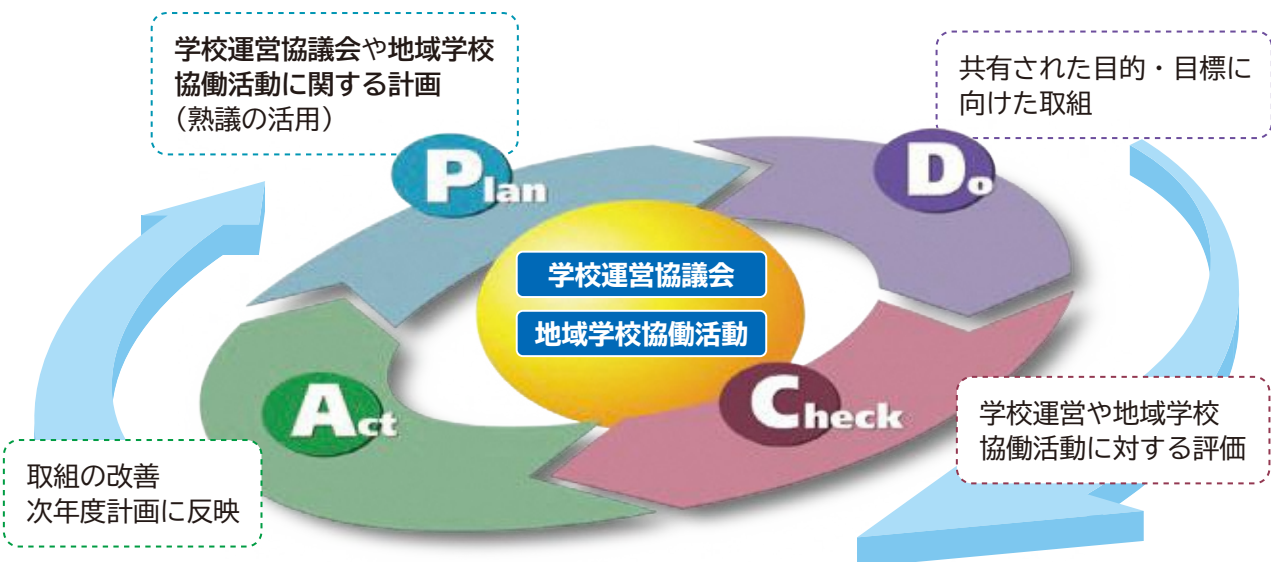 学校運営協議会や地域学校
協働活動に関する計画
（熟議の活用）
Plan
共有された目的・目標に
向けた取組
Do
学校運営協議会
地域学校協働活動
Check
学校運営や地域学校
協働活動に対する評価
Act
取組の改善
次年度計画に反映